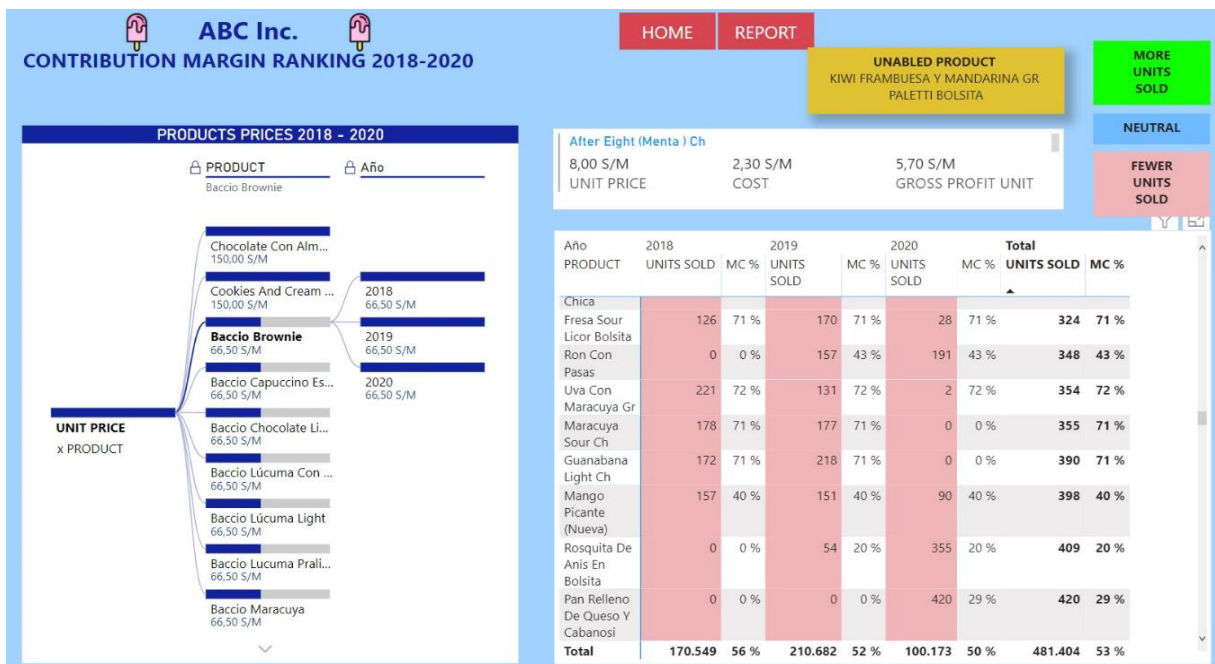 ABC Inc.
CONTRIBUTION MARGIN RANKING 2018-2020
HOME
REPORT
UNABLED PRODUCT
KIWI FRAMBUESA Y MANDARINA GR
PALETTI BOLSITA
MORE
UNITS
SOLD
NEUTRAL
FEWER
UNITS
SOLD
PRODUCTS PRICES 2018 - 2020
PRODUCT
Baccio Brownie
Año
UNIT PRICE
x PRODUCT
Chocolate Con Alm...
150,00 S/M
Cookies And Cream ...
150,00 S/M
Baccio Brownie
66,50 S/M
Baccio Capuccino Es...
66,50 S/M
Baccio Chocolate Li...
66,50 S/M
Baccio Lúcuma Con ...
66,50 S/M
Baccio Lúcuma Light
66,50 S/M
Baccio Lucuma Prali...
66,50 S/M
Baccio Maracuya
66,50 S/M
2018
66,50 S/M
2019
66,50 S/M
2020
66,50 S/M
After Eight (Menta ) Ch
8,00 S/M 2,30 S/M 5,70 S/M
UNIT PRICE COST GROSS PROFIT UNIT
Año 2018 2019 2020 Total
PRODUCT UNITS SOLD MC % UNITS MC % UNITS MC % UNITS SOLD MC %
SOLD SOLD
Chica
Fresa Sour 126 71 % 170 71 % 28 71 % 324 71 %
Licor Bolsita
Ron Con 0 0 % 157 43 % 191 43 % 348 43 %
Pasas
Uva Con 221 72 % 131 72 % 2 72 % 354 72 %
Maracuya Gr
Maracuya 178 71 % 177 71 % 0 0 % 355 71 %
Sour Ch
Guanabana 172 71 % 218 71 % 0 0 % 390 71 %
Light Ch
Mango 157 40 % 151 40 % 90 40 % 398 40 %
Picante
(Nueva)
Rosquita De 0 0 % 54 20 % 355 20 % 409 20 %
Anis En
Bolsita
Pan Relleno 0 0 % 0 0 % 420 29 % 420 29 %
De Queso Y
Cabanosi
Total 170.549 56 % 210.682 52 % 100.173 50 % 481.404 53 %